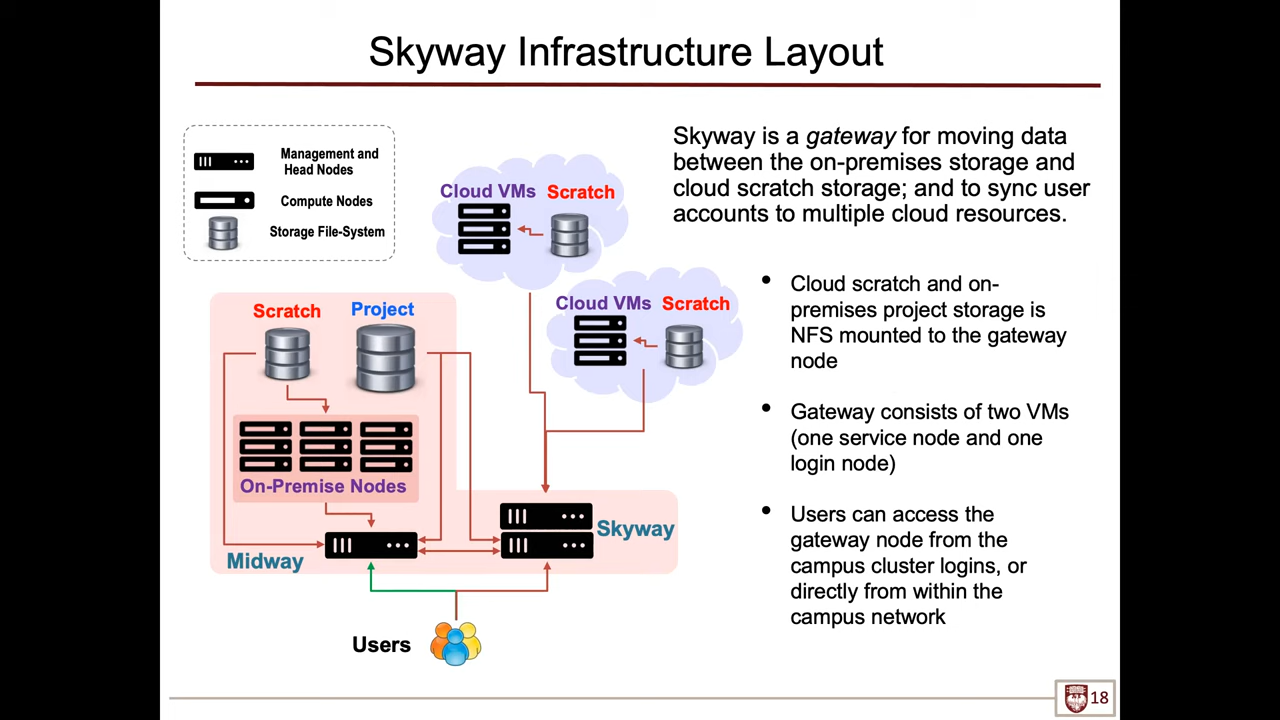 Skyway Infrastructure Layout
Management and
Head Nodes
Compute Nodes
Storage File-System
Cloud VMs Scratch
Cloud VMs Scratch
Scratch Project
On-Premise Nodes
Midway
Skyway
Users
Skyway is a gateway for moving data
between the on-premises storage and
cloud scratch storage; and to sync user
accounts to multiple cloud resources.
• Cloud scratch and on-
premises project storage is
NFS mounted to the gateway
node
• Gateway consists of two VMs
(one service node and one
login node)
• Users can access the
gateway node from the
campus cluster logins, or
directly from within the
campus network
18